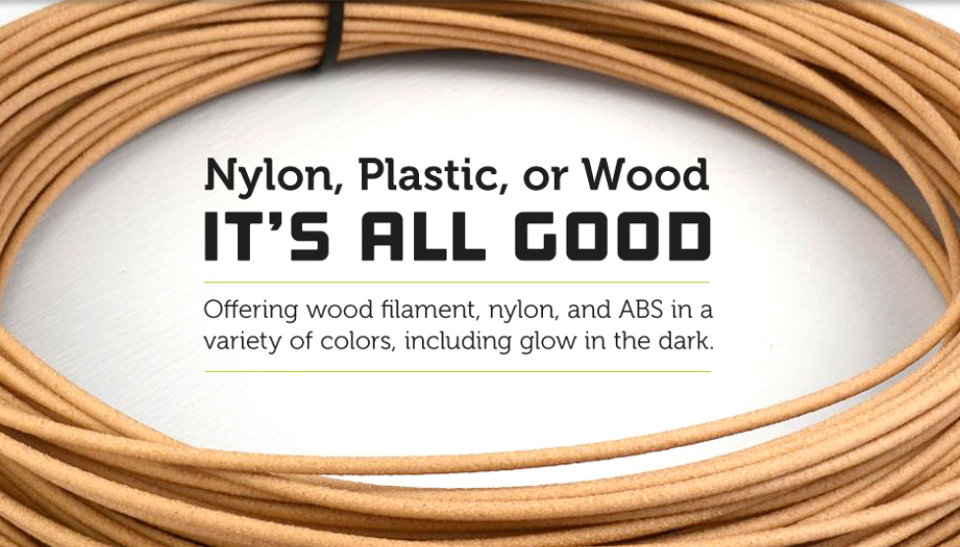 Nylon, Plastic, or Wood
IT'S ALL GOOD
Offering wood filament, nylon, and ABS in a
variety of colors, including glow in the dark.